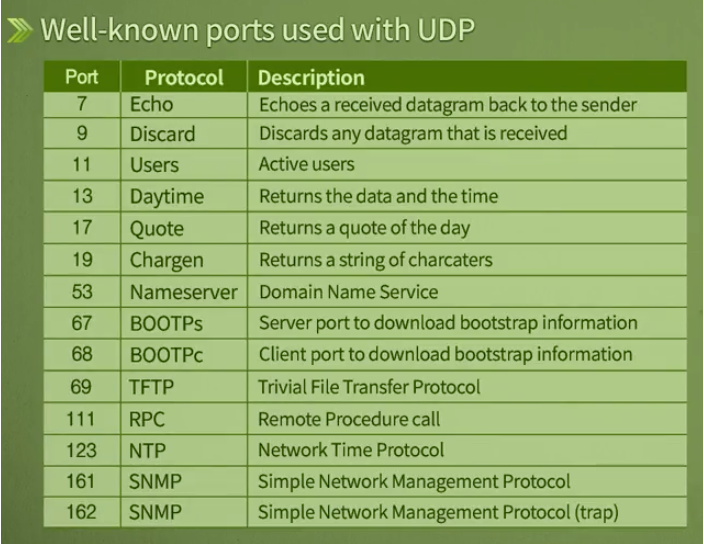 Well-known ports used with UDP
Port Protocol Description
7 Echo Echoes a received datagram back to the sender
9 Discard Discards any datagram that is received
11 Users Active users
13 Daytime Returns the data and the time
17 Quote Returns a quote of the day
19 Chargen Returns a string of charcaters
53 Nameserver Domain Name Service
67 BOOTPs Server port to download bootstrap information
68 BOOTPc Client port to download bootstrap information
69 TFTP Trivial File Transfer Protocol
111 RPC Remote Procedure call
123 NTP Network Time Protocol
161 SNMP Simple Network Management Protocol
162 SNMP Simple Network Management Protocol (trap)